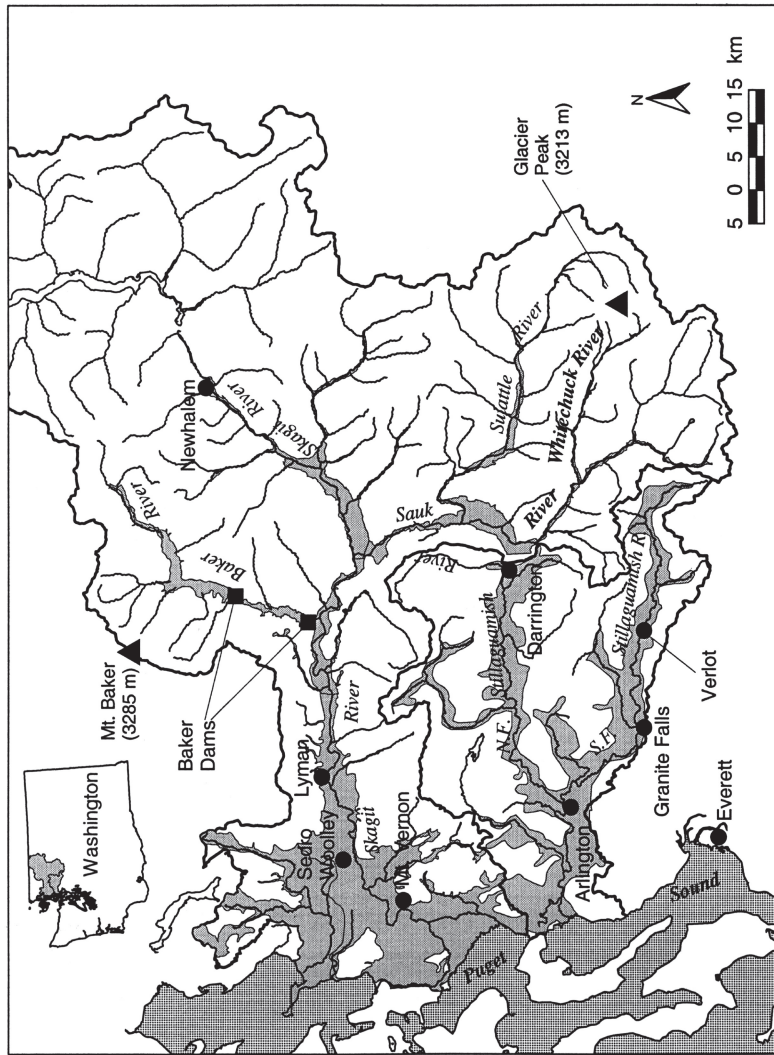 Washington
Mt. Baker
(3285 m)
Baker
Dams
Baker
River
Newhalem
Skagit
River
Lyman
River
Sedro
Woolley
Skagit
Mt. Vernon
Sauk
River
Suiattle
River
Whitechuck River
Glacier
Peak
(3213 m)
River
Stillaguamish
N.F.
Darrington
S.F.
Stillaguamish R.
Verlot
Granite Falls
Arlington
Everett
Puget
Sound
N
5 0 5 10 15 km